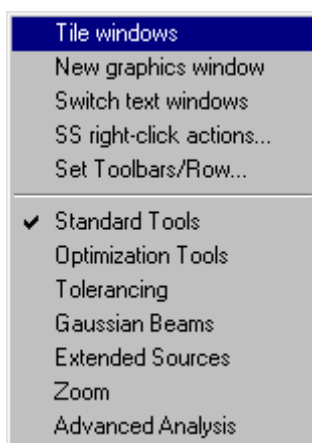 Tile windows
New graphics window
Switch text windows
SS right-click actions...
Set Toolbars/Row...
Standard Tools
Optimization Tools
Tolerancing
Gaussian Beams
Extended Sources
Zoom
Advanced Analysis